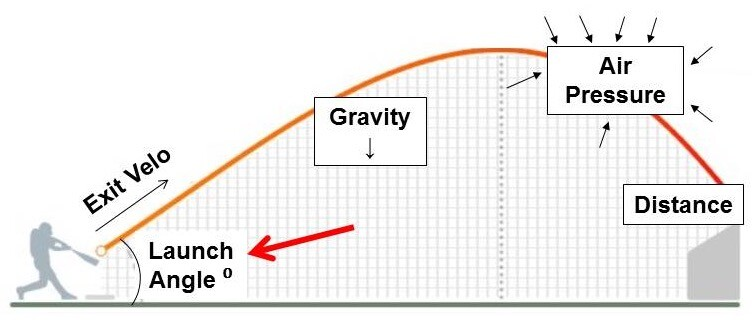 Air
Pressure
Gravity
↓
Exit Velo
Distance
Launch
Angle º